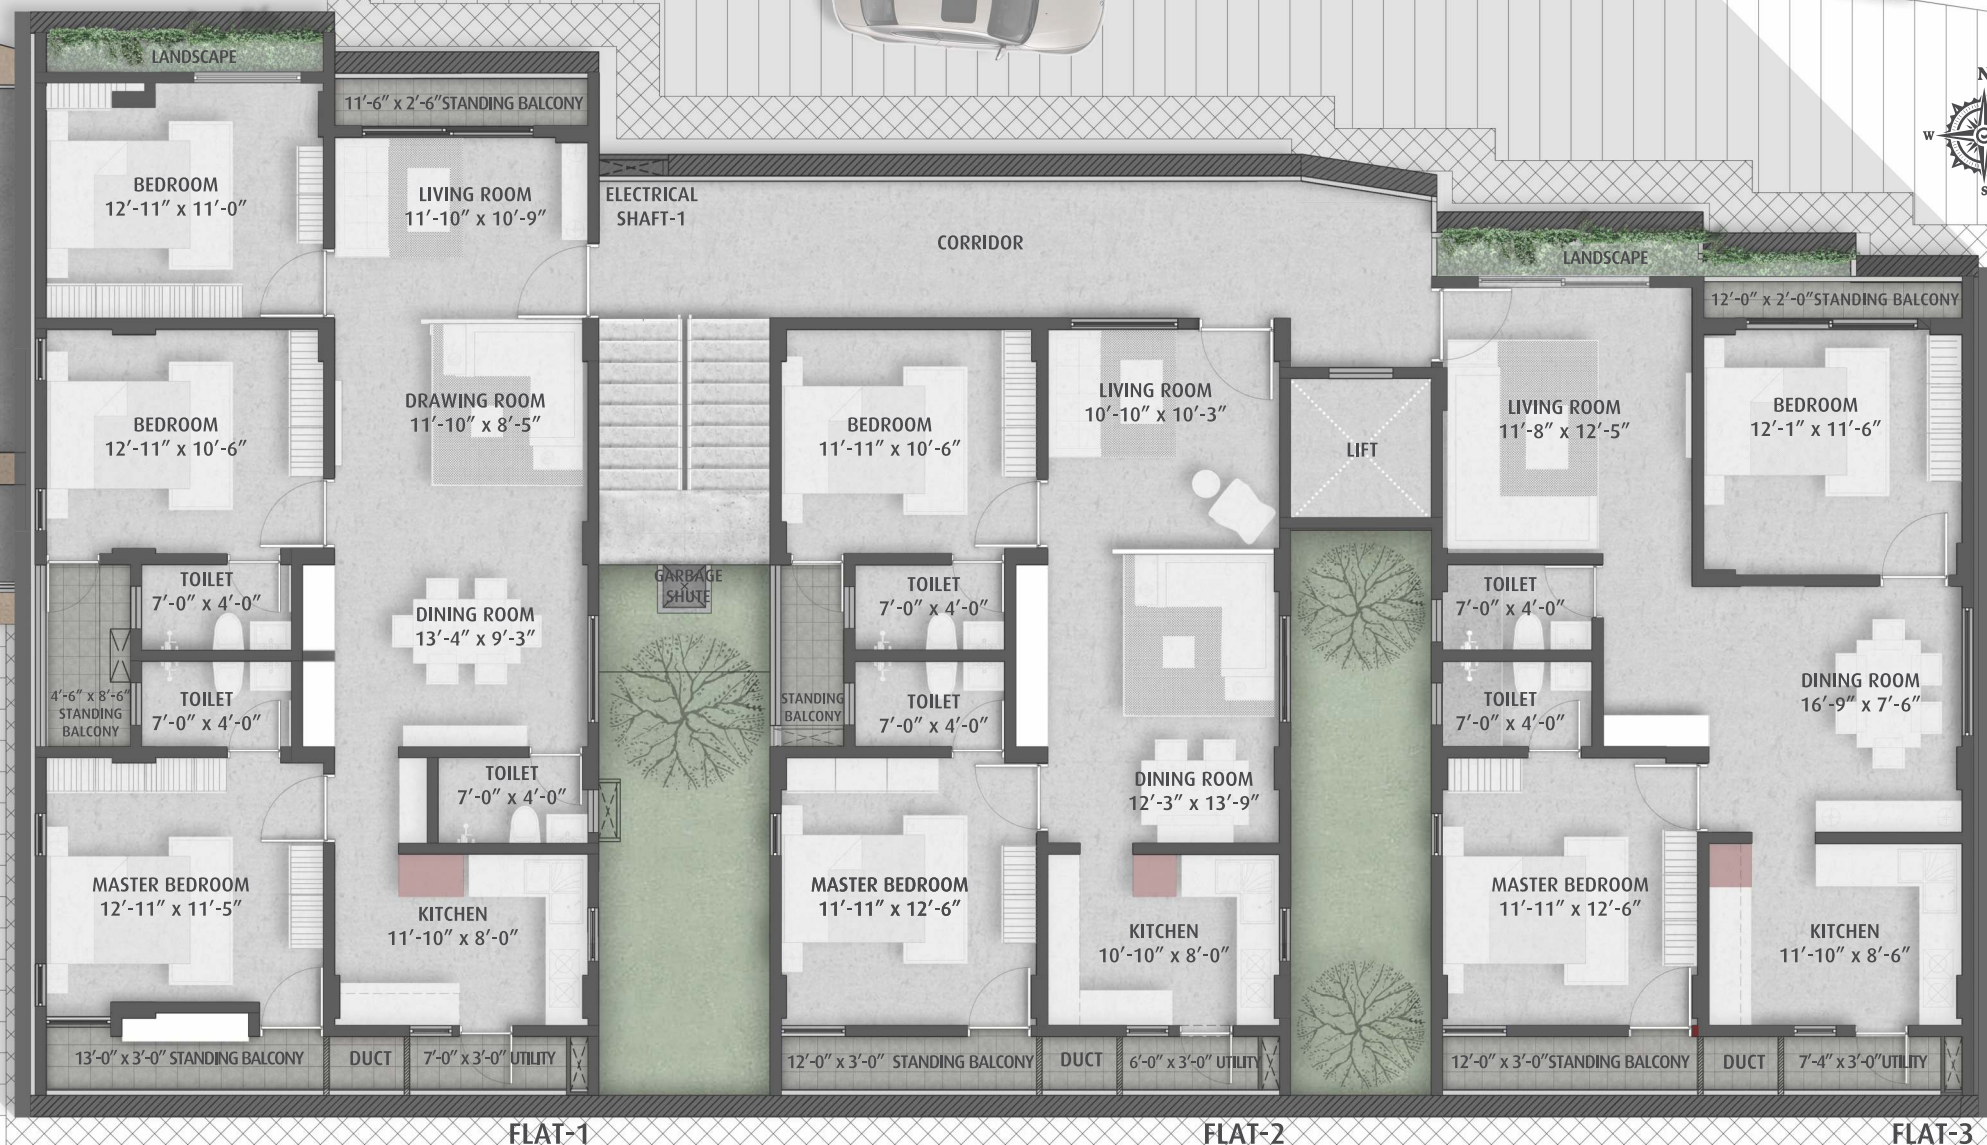 LANDSCAPE
11'-6" x 2'-6" STANDING BALCONY
BEDROOM
12'-11" x 11'-0"
LIVING ROOM
11'-10" x 10'-9"
ELECTRICAL
SHAFT-1
CORRIDOR
N
W
S
LANDSCAPE
12'-0" x 2'-0" STANDING BALCONY
BEDROOM
12'-11" x 10'-6"
DRAWING ROOM
11'-10" x 8'-5"
BEDROOM
11'-11" x 10'-6"
LIVING ROOM
10'-10" x 10'-3"
LIFT
LIVING ROOM
11'-8" x 12'-5"
BEDROOM
12'-1" x 11'-6"
TOILET
7'-0" x 4'-0"
DINING ROOM
13'-4" x 9'-3"
GARBAGE
SHUTE
TOILET
7'-0" x 4'-0"
TOILET
7'-0" x 4'-0"
4'-6" x 8'-6"
STANDING
BALCONY
TOILET
7'-0" x 4'-0"
STANDING
BALCONY
TOILET
7'-0" x 4'-0"
TOILET
7'-0" x 4'-0"
DINING ROOM
16'-9" x 7'-6"
TOILET
7'-0" x 4'-0"
DINING ROOM
12'-3" x 13'-9"
MASTER BEDROOM
12'-11" x 11'-5"
KITCHEN
11'-10" x 8'-0"
MASTER BEDROOM
11'-11" x 12'-6"
KITCHEN
10'-10" x 8'-0"
MASTER BEDROOM
11'-11" x 12'-6"
KITCHEN
11'-10" x 8'-6"
13'-0" x 3'-0" STANDING BALCONY
DUCT
7'-0" x 3'-0" UTILITY
12'-0" x 3'-0" STANDING BALCONY
DUCT
6'-0" x 3'-0" UTILITY
12'-0" x 3'-0" STANDING BALCONY
DUCT
7'-4" x 3'-0" UTILITY
FLAT-1
FLAT-2
FLAT-3